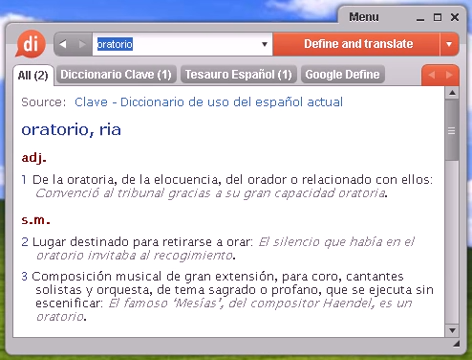 Menu
di
oratorio
Define and translate
All (2)
Diccionario Clave (1)
Tesauro Español (1)
Google Define
Source: Clave - Diccionario de uso del español actual
oratorio, ria
adj.
1 De la oratoria, de la elocuencia, del orador o relacionado con ellos:
Convenció al tribunal gracias a su gran capacidad oratoria.
s.m.
2 Lugar destinado para retirarse a orar: El silencio que había en el
oratorio invitaba al recogimiento.
3 Composición musical de gran extensión, para coro, cantantes
solistas y orquesta, de tema sagrado o profano, que se ejecuta sin
escenificar: El famoso 'Mesías', del compositor Haendel, es un
oratorio.